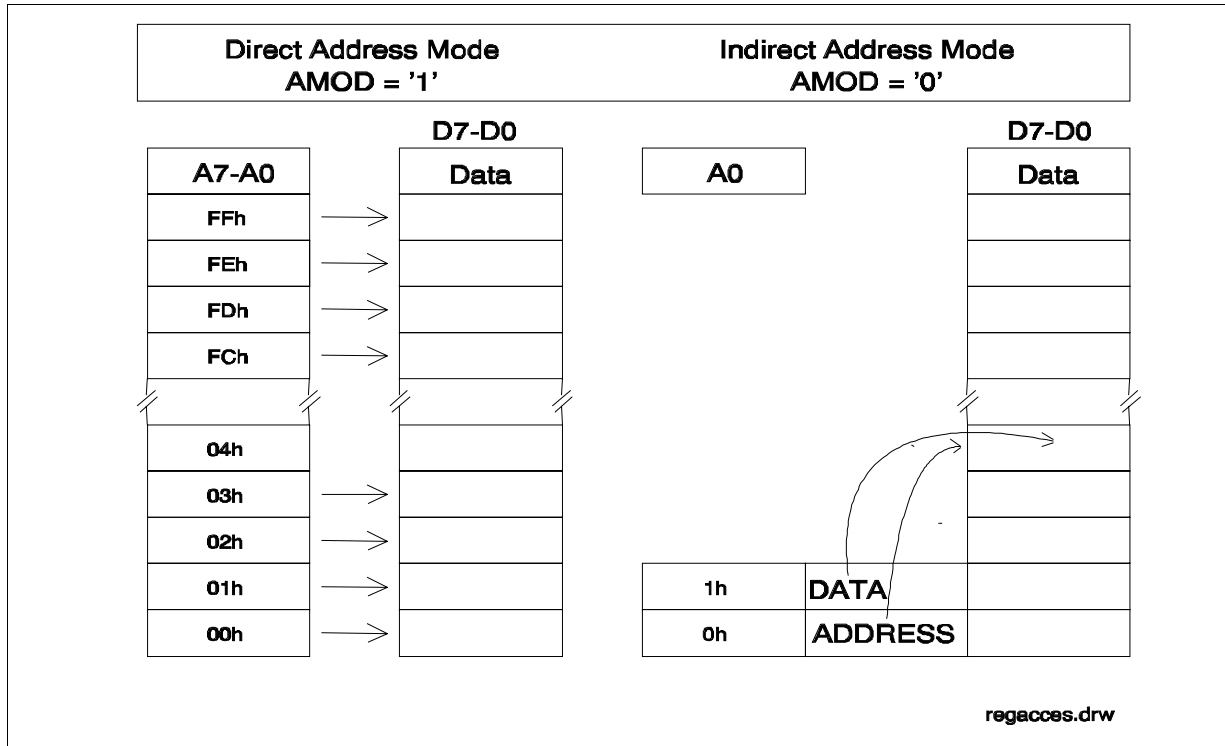 Direct Address Mode
AMOD = '1'
Indirect Address Mode
AMOD = '0'
D7-D0
D7-D0
A7-A0
Data
A0
Data
FFh
FEh
FDh
FCh
04h
03h
02h
01h
1h
DATA
00h
0h
ADDRESS
regacces.drw